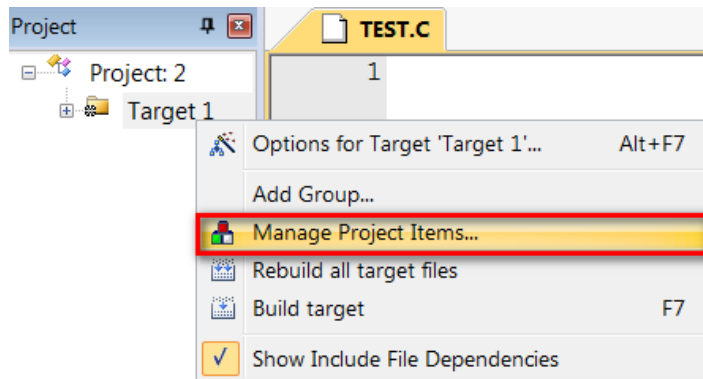 Project
TEST.C
Project: 2
1
Target 1
Options for Target 'Target 1'... Alt+F7
Add Group...
Manage Project Items...
Rebuild all target files
Build target F7
Show Include File Dependencies